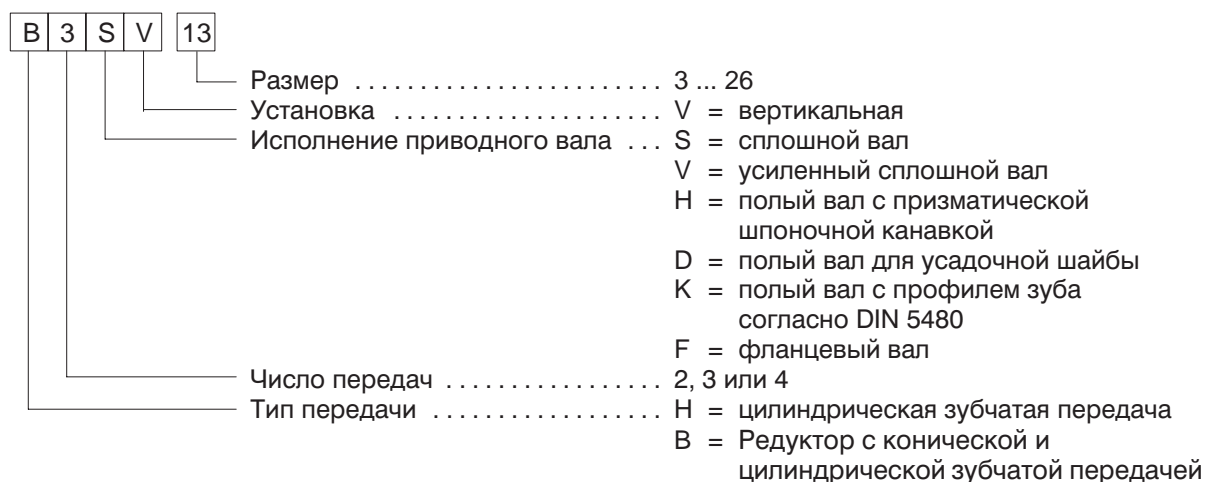 B 3 S V 13
Размер . . . . . . . . . . . . . . . . . . . . . . . . 3 ... 26
Установка . . . . . . . . . . . . . . . . . . . . . V = вертикальная
Исполнение приводного вала . . . S = сплошной вал
V = усиленный сплошной вал
H = полый вал с призматической
шпоночной канавкой
D = полый вал для усадочной шайбы
K = полый вал с профилем зуба
согласно DIN 5480
F = фланцевый вал
Число передач . . . . . . . . . . . . . . . . . 2, 3 или 4
Тип передачи . . . . . . . . . . . . . . . . . . H = цилиндрическая зубчатая передача
B = Редуктор с конической и
цилиндрической зубчатой передачей